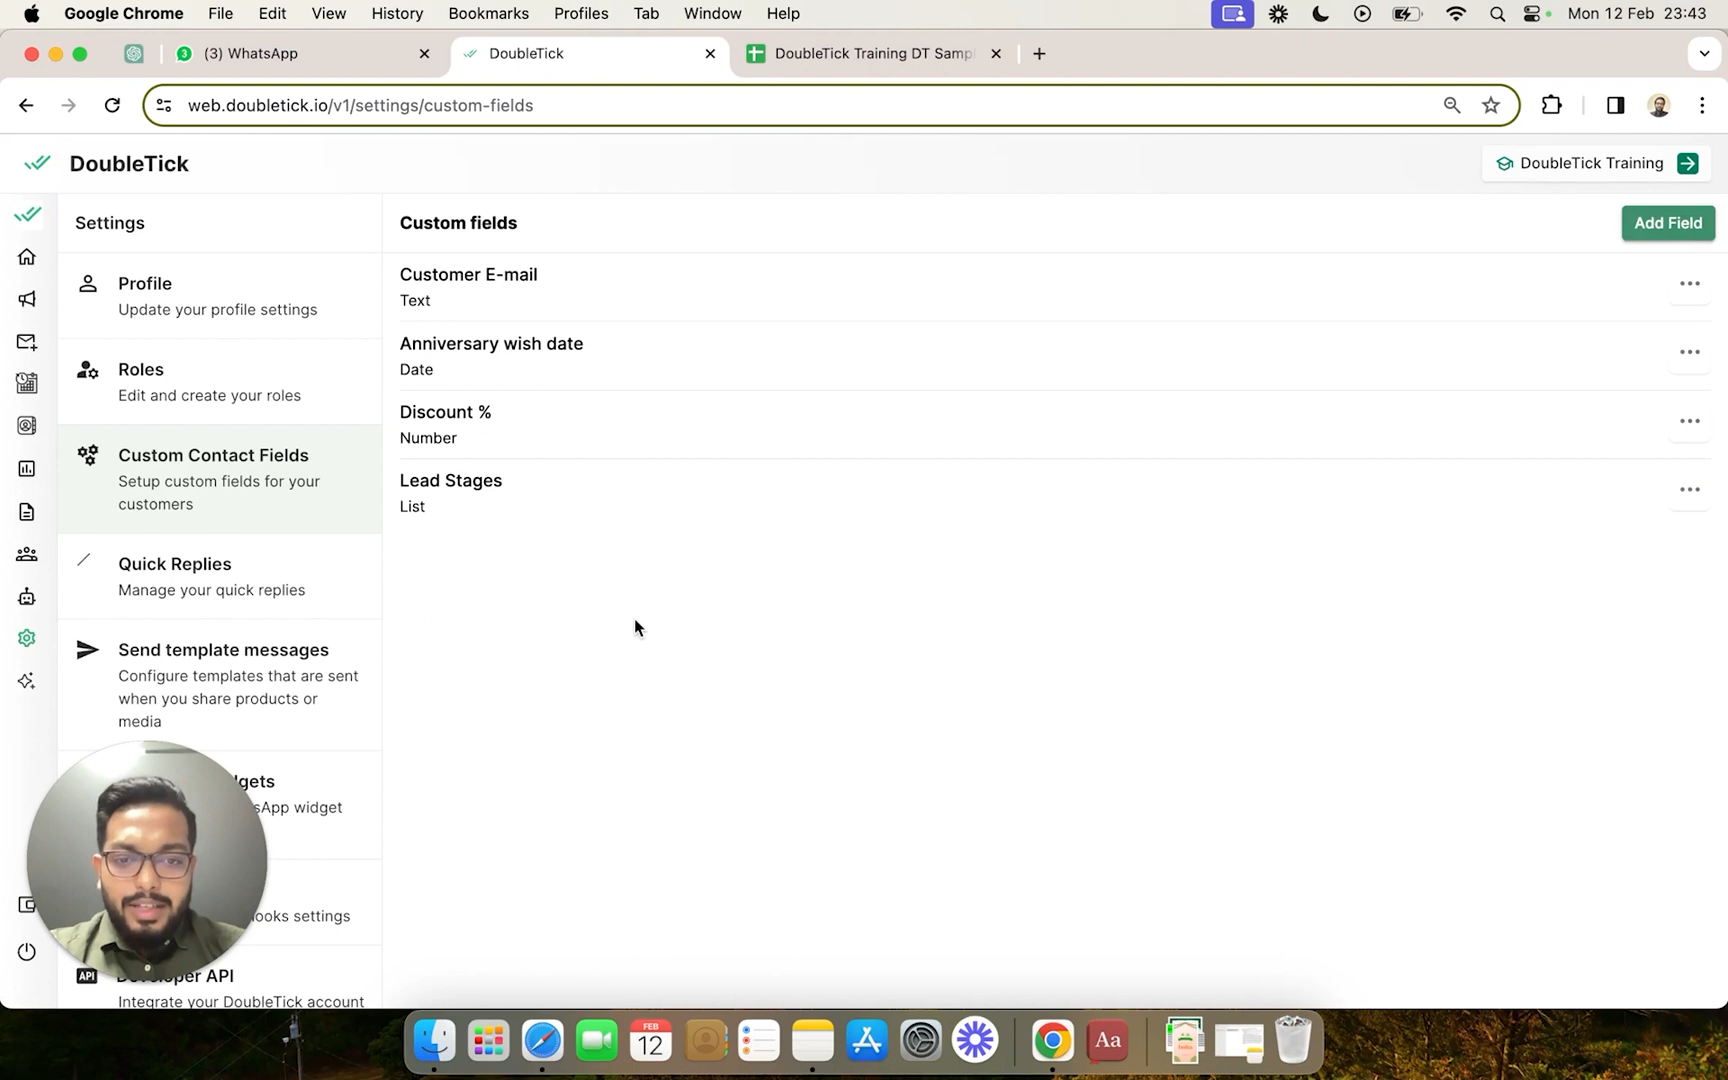 Google Chrome File Edit View History Bookmarks Profiles Tab Window Help Mon 12 Feb 23:43
3 (3) WhatsApp DoubleTick DoubleTick Training DT Samp
web.doubletick.io/v1/settings/custom-fields
DoubleTick
DoubleTick Training
Settings
Profile
Update your profile settings
Roles
Edit and create your roles
Custom Contact Fields
Setup custom fields for your
customers
Quick Replies
Manage your quick replies
Send template messages
Configure templates that are sent
when you share products or
media
dgets
sApp widget
ooks settings
API Developer API
Integrate your DoubleTick account
Custom fields
Add Field
Customer E-mail
Text
Anniversary wish date
Date
Discount %
Number
Lead Stages
List
FEB
12
Aa